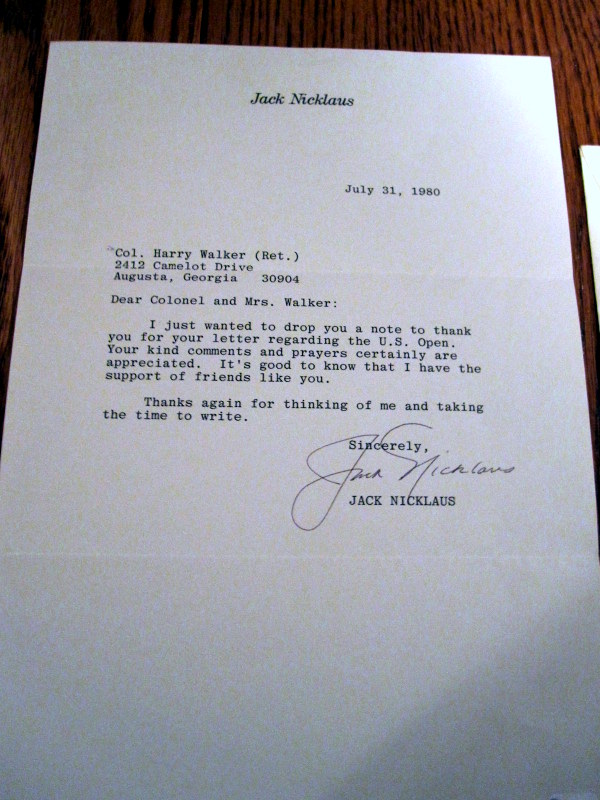 Jack Nicklaus
July 31, 1980
Col. Harry Walker (Ret.)
2412 Camelot Drive
Augusta, Georgia 30904
Dear Colonel and Mrs. Walker:
I just wanted to drop you a note to thank
you for your letter regarding the U.S. Open.
Your kind comments and prayers certainly are
appreciated. It's good to know that I have the
support of friends like you.
Thanks again for thinking of me and taking
the time to write.
Sincerely,
Jack Nicklaus
JACK NICKLAUS